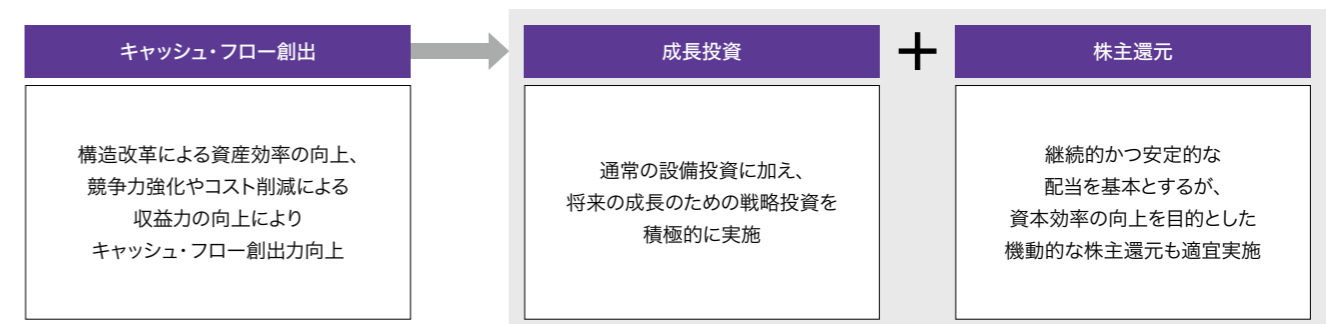 キャッシュ・フロー創出
構造改革による資産効率の向上、
競争力強化やコスト削減による
収益力の向上により
キャッシュ・フロー創出力向上
成長投資
通常の設備投資に加え、
将来の成長のための戦略投資を
積極的に実施
+
株主還元
継続的かつ安定的な
配当を基本とするが、
資本効率の向上を目的とした
機動的な株主還元も適宜実施